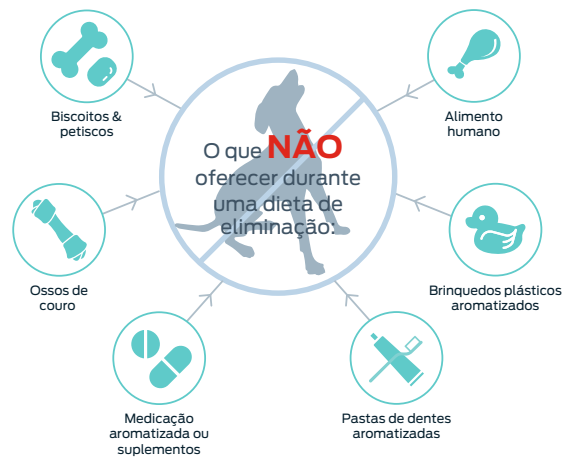 Biscoitos &
petiscos
Alimento
humano
O que NÃO
oferecer durante
uma dieta de
eliminação:
Ossos de
couro
Brinquedos plásticos
aromatizados
Medicação
aromatizada ou
suplementos
Pastas de dentes
aromatizadas